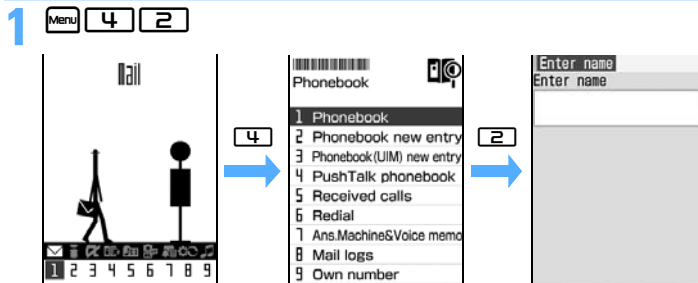 1 Menu 4 2
Mail
1 2 3 4 5 6 7 8 9
4
Phonebook
1 Phonebook
2 Phonebook new entry
3 Phonebook(UIM) new entry
4 PushTalk phonebook
5 Received calls
6 Redial
7 Ans.Machine&Voice memo
8 Mail logs
9 Own number
2
Enter name
Enter name